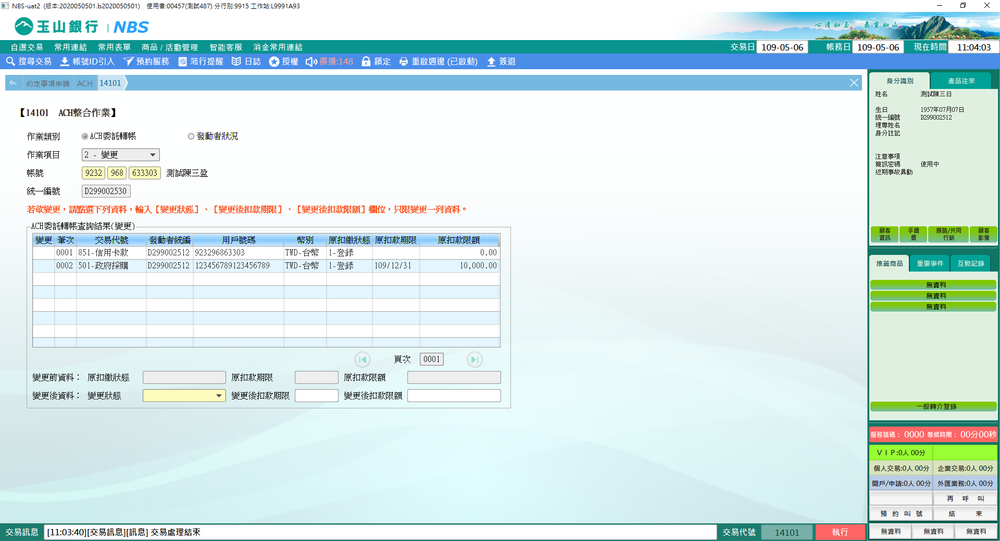 NBS-uat2 (版本:2020050501.b2020050501) 使用者:00457(測試487) 分行別:9915 工作站:L9991A93
玉山銀行 | NBS
心清如玉。義重如山。
自選交易 常用連結 常用表單 商品 / 活動管理 智能客服 消金常用連結 交易日 109-05-06 帳務日 109-05-06 現在時間 11:04:03
搜尋交易 帳號ID引入 預約服務 蒞行提醒 日誌 授權 廣播:148 鎖定 重啟週邊 (已啟動) 簽退
約定事項申請 ACH 14101
【14101 ACH整合作業】
作業類別 ACH委託轉帳 發動者狀況
作業項目 2 - 變更
帳號 9232 968 633303 測試陳三盈
統一編號 D299002530
若欲變更，請點選下列資料，輸入［變更狀態］、［變更後扣款期限］、［變更後扣款限額］欄位，只限變更一列資料。
ACH委託轉帳查詢結果(變更)
變更 筆次 交易代號 發動者統編 用戶號碼 幣別 原扣繳狀態 原扣款期限 原扣款限額
0001 851-信用卡款 D299002512 923296863303 TWD-台幣 1-登錄 0.00
0002 501-政府採購 D299002512 123456789123456789 TWD-台幣 1-登錄 109/12/31 10,000.00
頁次 0001
變更前資料： 原扣繳狀態 原扣款期限 原扣款限額
變更後資料： 變更狀態 變更後扣款期限 變更後扣款限額
身分識別 產品往來
姓名 測試陳三日
生日 1957年07月07日
統一編號 D299002512
理專姓名
身分註記
注意事項
簡訊密碼 使用中
近期事故異動
顧客資訊 手續費 通路/共同行銷 顧客影像
推薦商品 重要事件 互動記錄
無資料
無資料
無資料
一般轉介登錄
服務號碼： 0000 等候時間： 00分00秒
ＶＩＰ:0人 00分
個人交易:0人 00分 企業交易:0人 00分
開戶/申請:0人 00分 外匯業務:0人 00分
再 呼 叫
預 約 叫 號 結 束
無資料 無資料 無資料
交易訊息 [11:03:40][交易訊息][訊息] 交易處理結束 交易代號 14101 執行